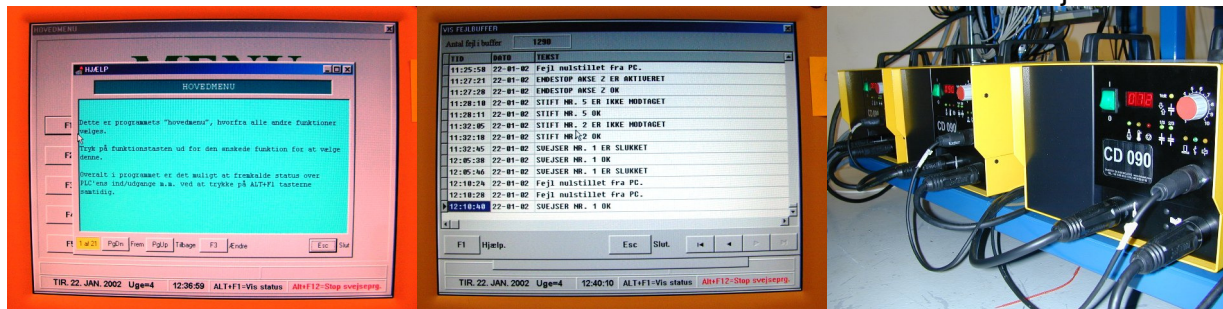 HOVEDMENU
MENU
HJÆLP
HOVEDMENU
Dette er programmets "hovedmenu", hvorfra alle andre funktioner
vælges.
Tryk på funktionstasten ud for den ønskede funktion for at vælge
denne.
Overalt i programmet er det muligt at fremkalde status over
PLC'ens ind/udgange m.m. ved at trykke på ALT+F1 tasterne
samtidig.
1 af 21 PgDn Frem PgUp Tilbage F3 Ændre Esc Slut
TIR. 22. JAN. 2002 Uge=4 12:36:59 ALT+F1=Vis status Alt+F12=Stop svejseprg.
VIS FEJLBUFFER
Antal fejl i buffer 1290
TID DATO TEKST
11:25:58 22-01-02 Fejl nulstillet fra PC.
11:27:21 22-01-02 ENDESTOP AKSE Z ER AKTIVERET
11:27:28 22-01-02 ENDESTOP AKSE Z OK
11:28:10 22-01-02 STIFT NR. 5 ER IKKE MODTAGET
11:28:11 22-01-02 STIFT NR. 5 OK
11:32:05 22-01-02 STIFT NR. 2 ER IKKE MODTAGET
11:32:18 22-01-02 STIFT NR. 2 OK
11:32:45 22-01-02 SVEJSER NR. 1 ER SLUKKET
12:05:38 22-01-02 SVEJSER NR. 1 OK
12:05:46 22-01-02 SVEJSER NR. 1 ER SLUKKET
12:10:24 22-01-02 Fejl nulstillet fra PC.
12:10:28 22-01-02 Fejl nulstillet fra PC.
12:10:40 22-01-02 SVEJSER NR. 1 OK
F1 Hjælp. Esc Slut.
TIR. 22. JAN. 2002 Uge=4 12:40:10 ALT+F1=Vis status Alt+F12=Stop svejseprg.
CD 090
CD 090